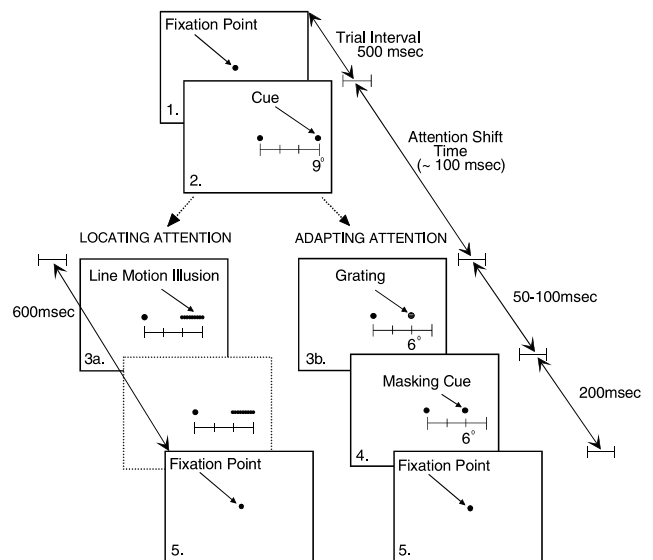 Fixation Point
1.
Trial Interval
500 msec
Cue
9°
2.
Attention Shift
Time
(~ 100 msec)
LOCATING ATTENTION
ADAPTING ATTENTION
Line Motion Illusion
3a.
600msec
Grating
6°
3b.
50-100msec
Masking Cue
6°
4.
200msec
Fixation Point
5.
Fixation Point
5.